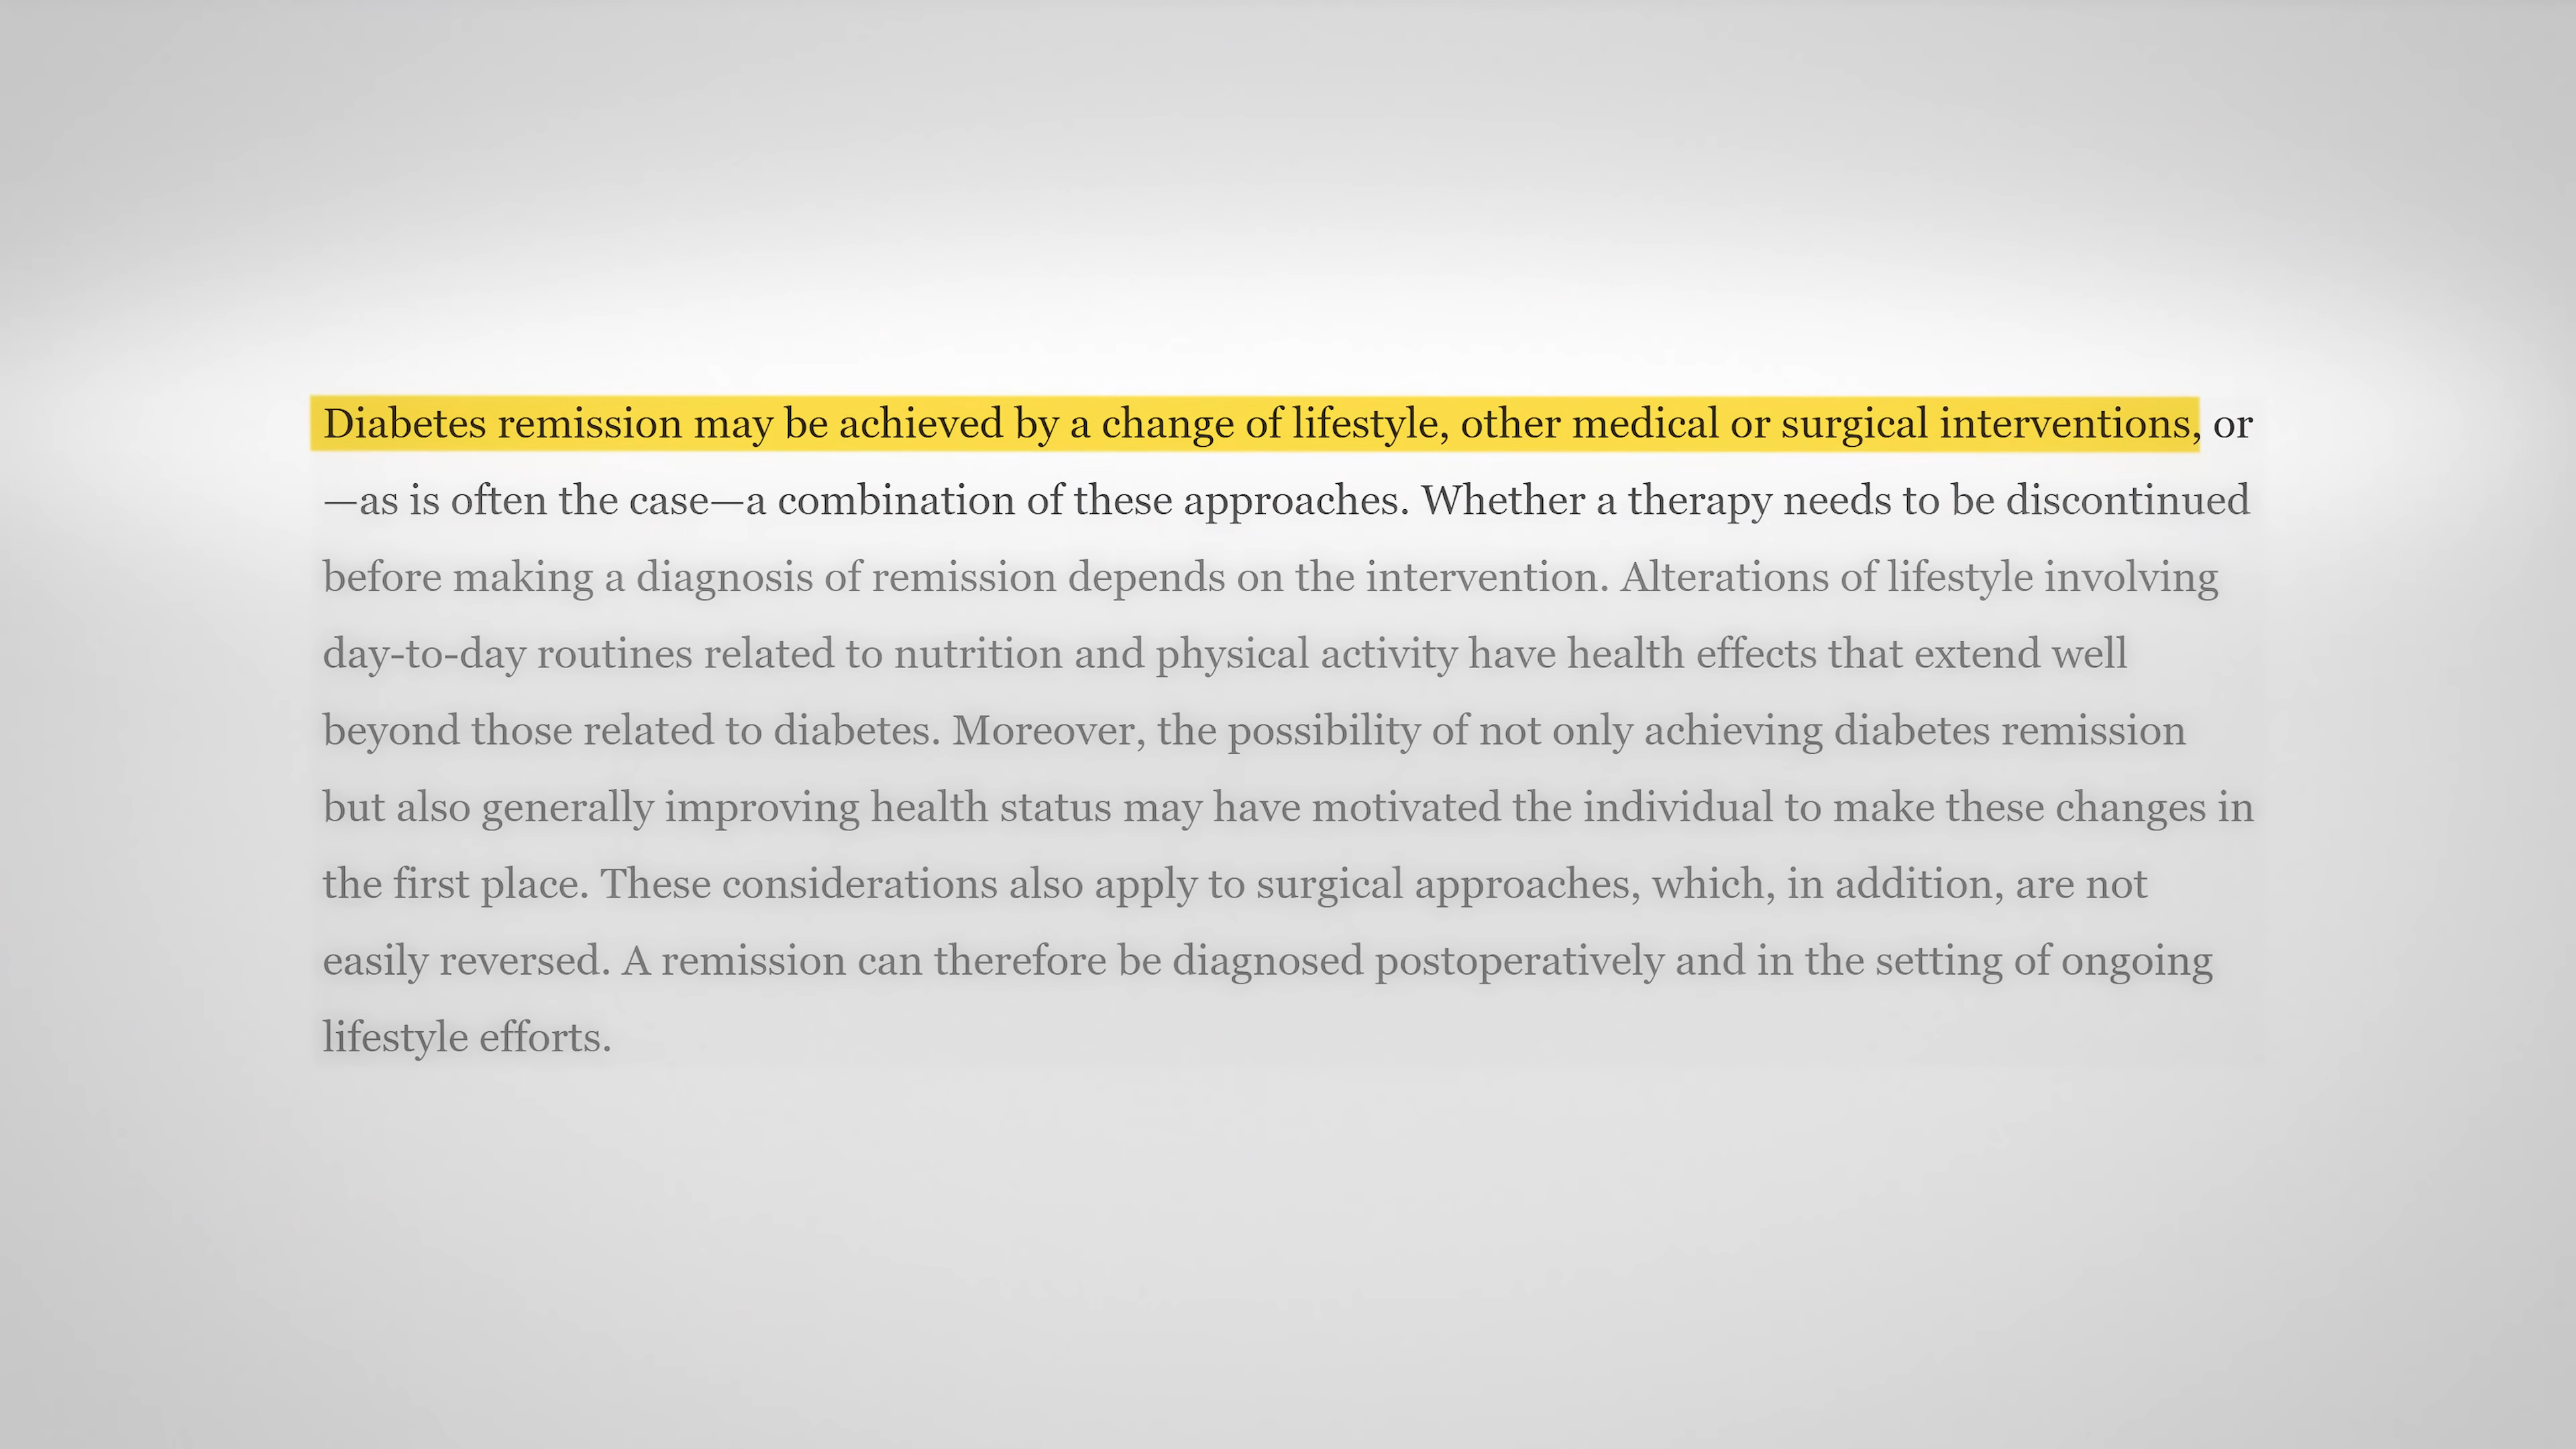 Diabetes remission may be achieved by a change of lifestyle, other medical or surgical interventions, or
—as is often the case—a combination of these approaches. Whether a therapy needs to be discontinued
before making a diagnosis of remission depends on the intervention. Alterations of lifestyle involving
day-to-day routines related to nutrition and physical activity have health effects that extend well
beyond those related to diabetes. Moreover, the possibility of not only achieving diabetes remission
but also generally improving health status may have motivated the individual to make these changes in
the first place. These considerations also apply to surgical approaches, which, in addition, are not
easily reversed. A remission can therefore be diagnosed postoperatively and in the setting of ongoing
lifestyle efforts.